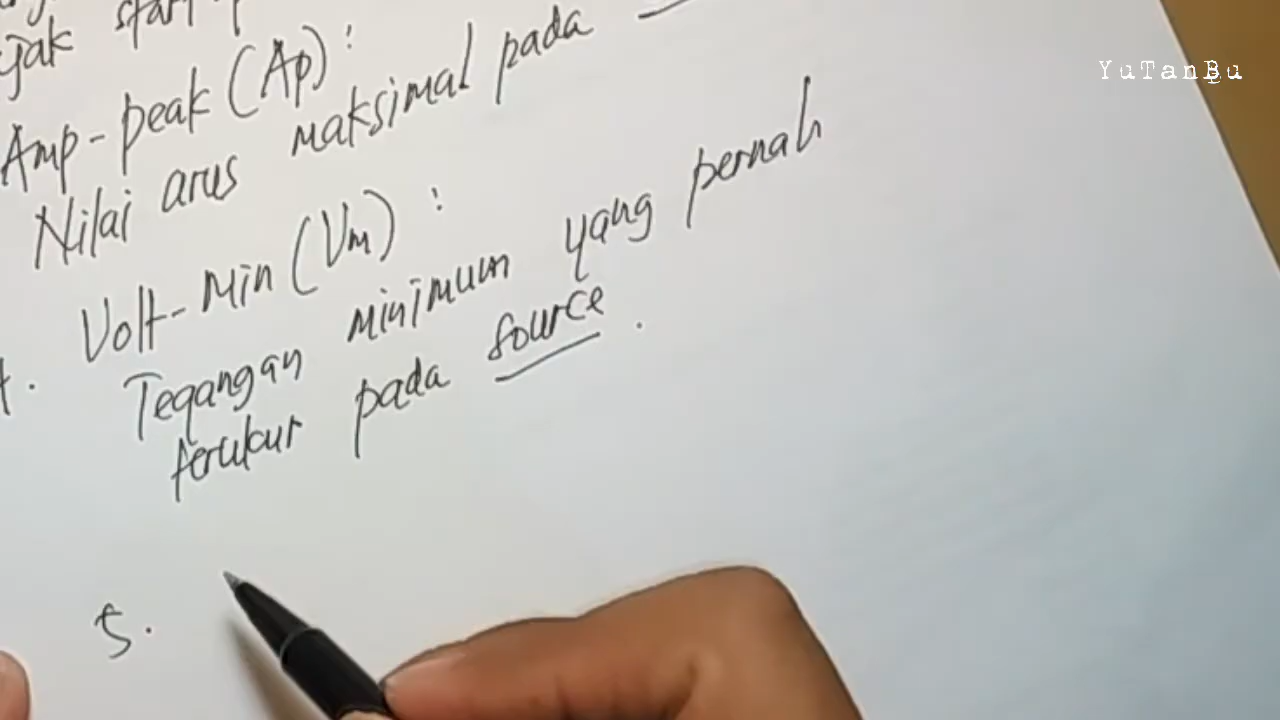 jak start
Amp-peak (Ap) :
Nilai arus maksimal pada
4. Volt-Min (Vm) :
Tegangan minimum yang pernah
terukur pada source.
5.
YuTanBu